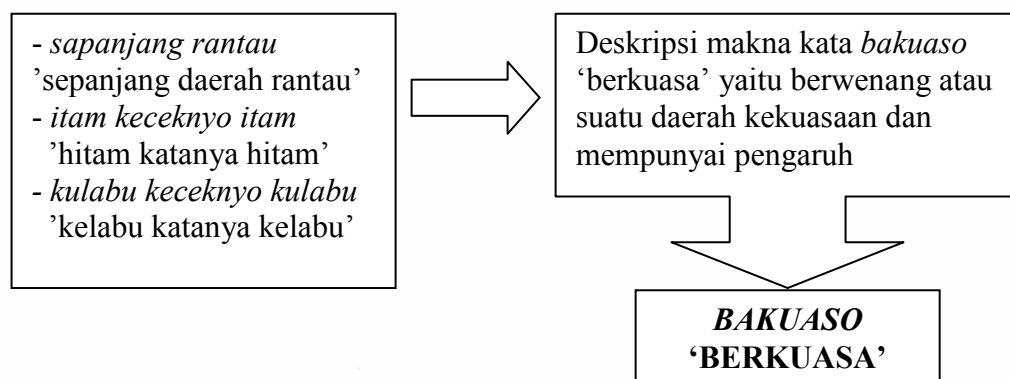 - sapanjang rantau
’sepanjang daerah rantau’
- itam keceknyo itam
’hitam katanya hitam’
- kulabu keceknyo kulabu
’kelabu katanya kelabu’
Deskripsi makna kata bakuaso
‘berkuasa’ yaitu berwenang atau
suatu daerah kekuasaan dan
mempunyai pengaruh
BAKUASO
‘BERKUASA’